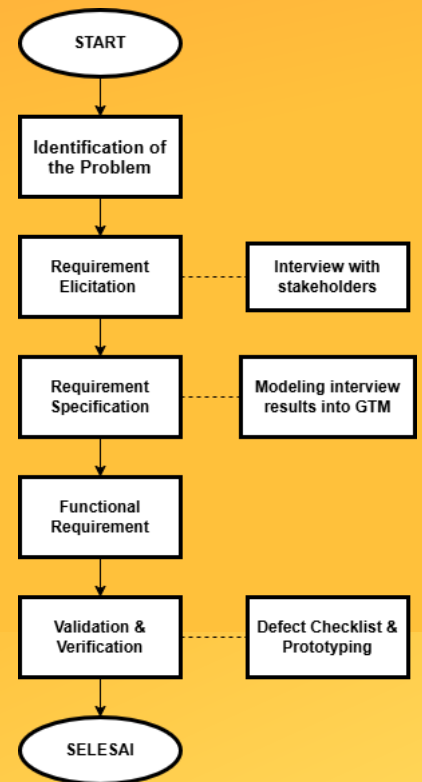 START
Identification of
the Problem
Requirement
Elicitation
Interview with
stakeholders
Requirement
Specification
Modeling interview
results into GTM
Functional
Requirement
Validation &
Verification
Defect Checklist &
Prototyping
SELESAI